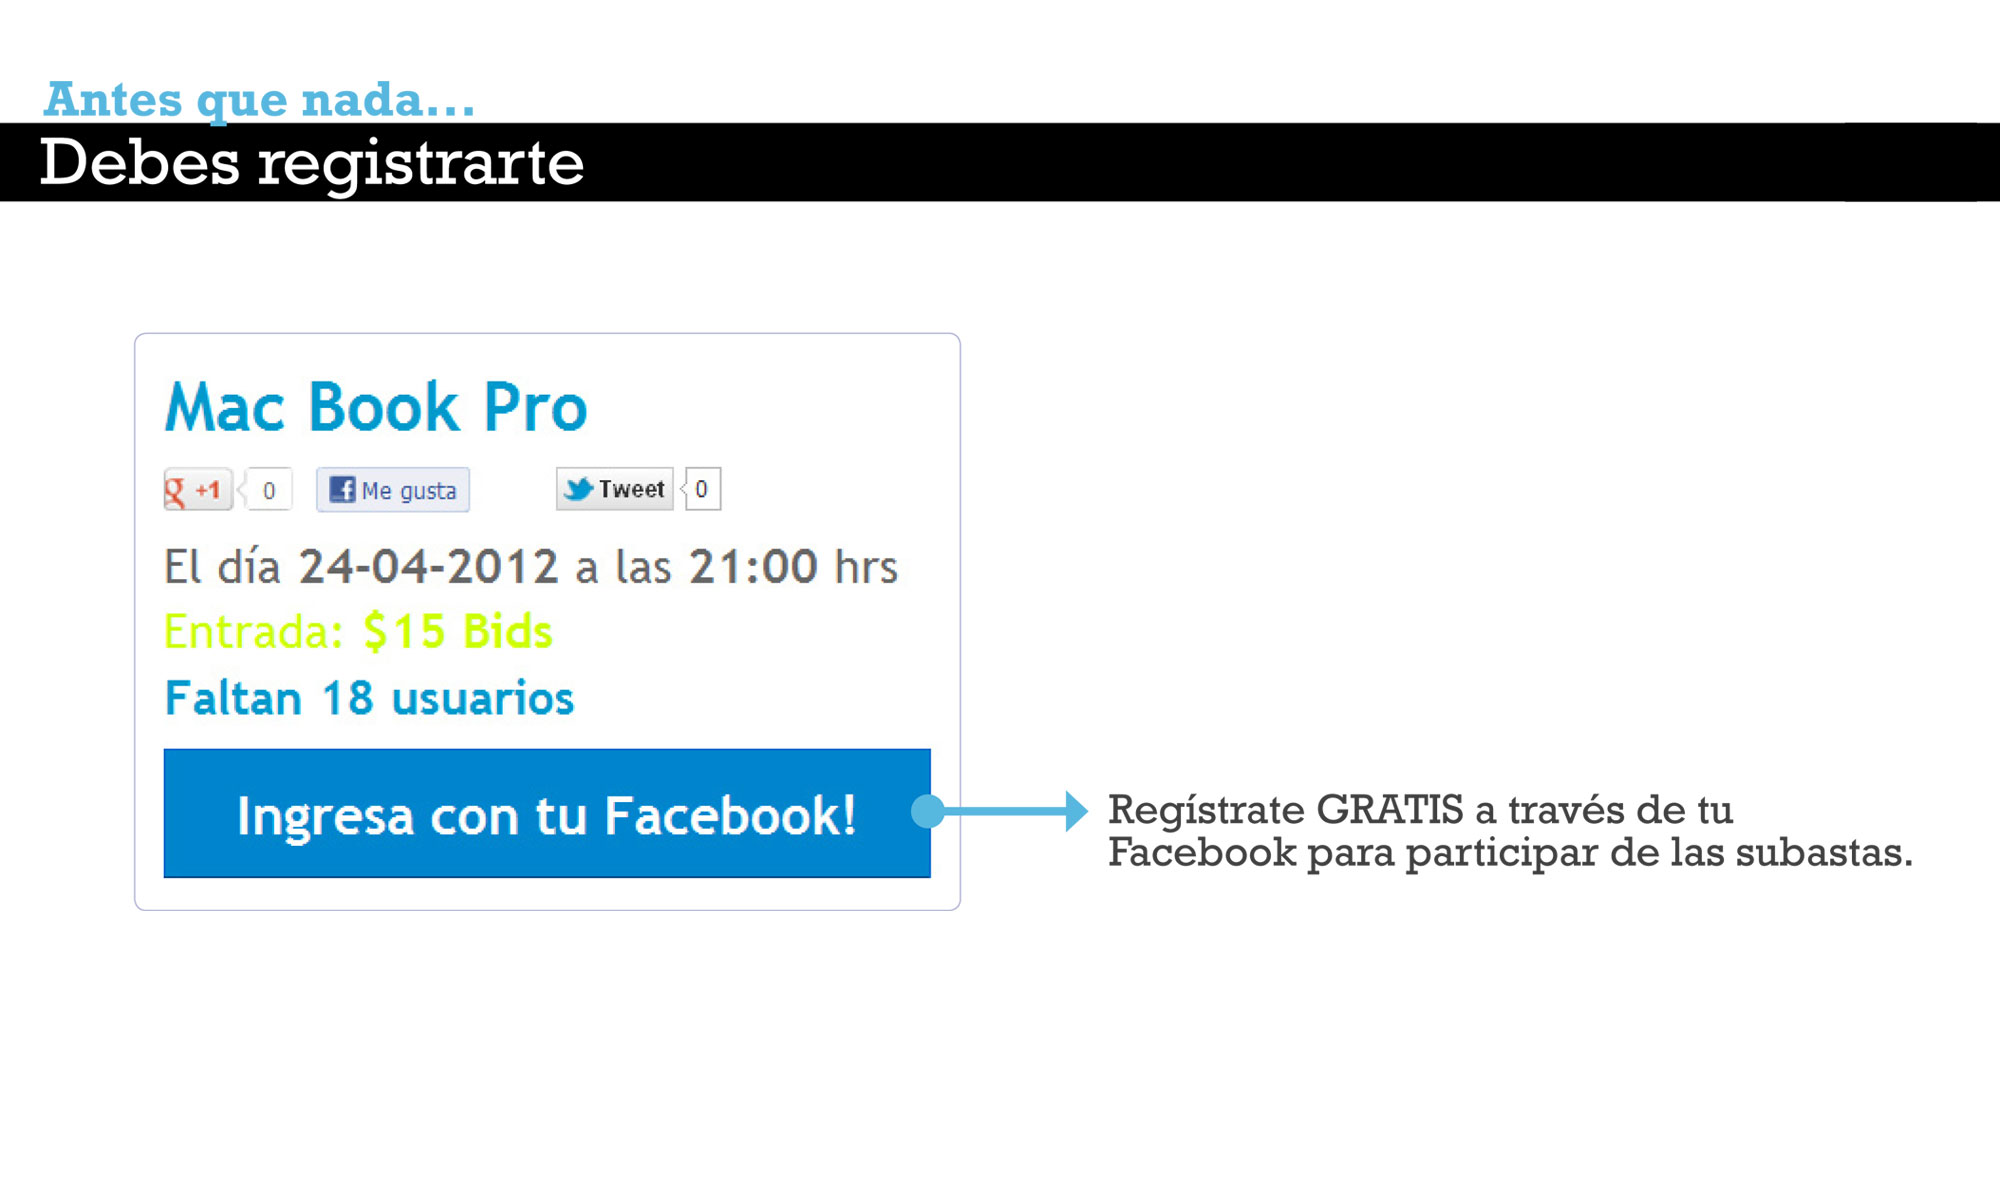 Antes que nada...
Debes registrarte
Mac Book Pro
g +1 0 f Me gusta Tweet 0
El día 24-04-2012 a las 21:00 hrs
Entrada: $15 Bids
Faltan 18 usuarios
Ingresa con tu Facebook!
Regístrate GRATIS a través de tu
Facebook para participar de las subastas.